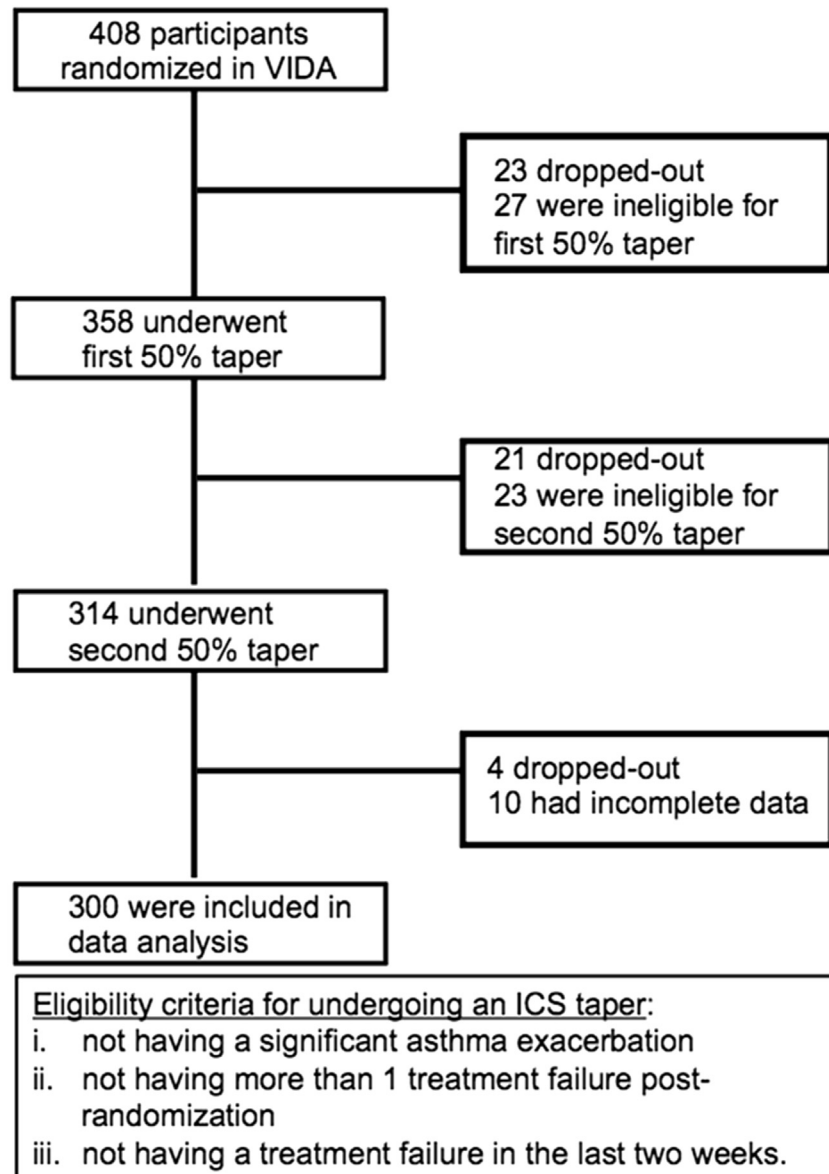 408 participants
randomized in VIDA
23 dropped-out
27 were ineligible for
first 50% taper
358 underwent
first 50% taper
21 dropped-out
23 were ineligible for
second 50% taper
314 underwent
second 50% taper
4 dropped-out
10 had incomplete data
300 were included in
data analysis
Eligibility criteria for undergoing an ICS taper:
i. not having a significant asthma exacerbation
ii. not having more than 1 treatment failure post-
randomization
iii. not having a treatment failure in the last two weeks.